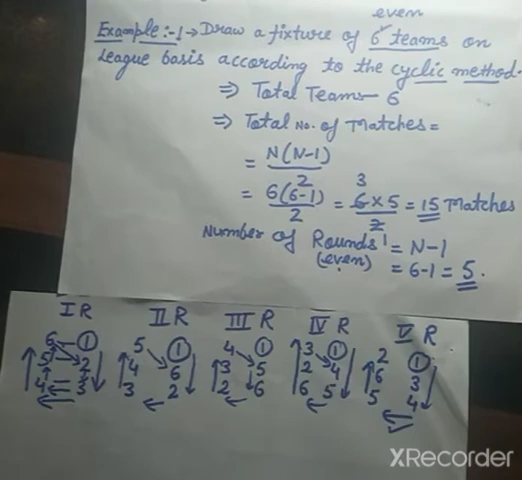 even
Example:-1→Draw a fixture of 6 teams on
League basis according to the cyclic method.
⇒ Total Teams- 6
⇒ Total No. of Matches =
= N(N-1)
2
3
= 6(6-1) = 6×5 = 15 Matches
2 2 1
Number of Rounds = N-1
(even) = 6-1 = 5.
I R II R III R IV R V R
6 1 5 1 4 1 3 1 2 1
5 2 4 6 3 5 2 4 6 3
4 3 3 2 2 6 6 5 5 4
XRecorder